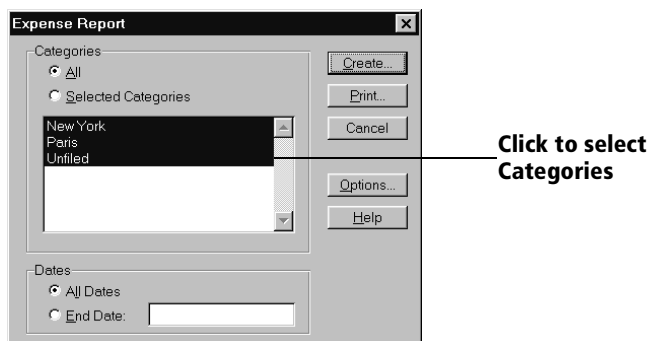 Expense Report
Categories
All
Selected Categories
New York
Paris
Unfiled
Create...
Print...
Cancel
Options...
Help
Click to select
Categories
Dates
All Dates
End Date: